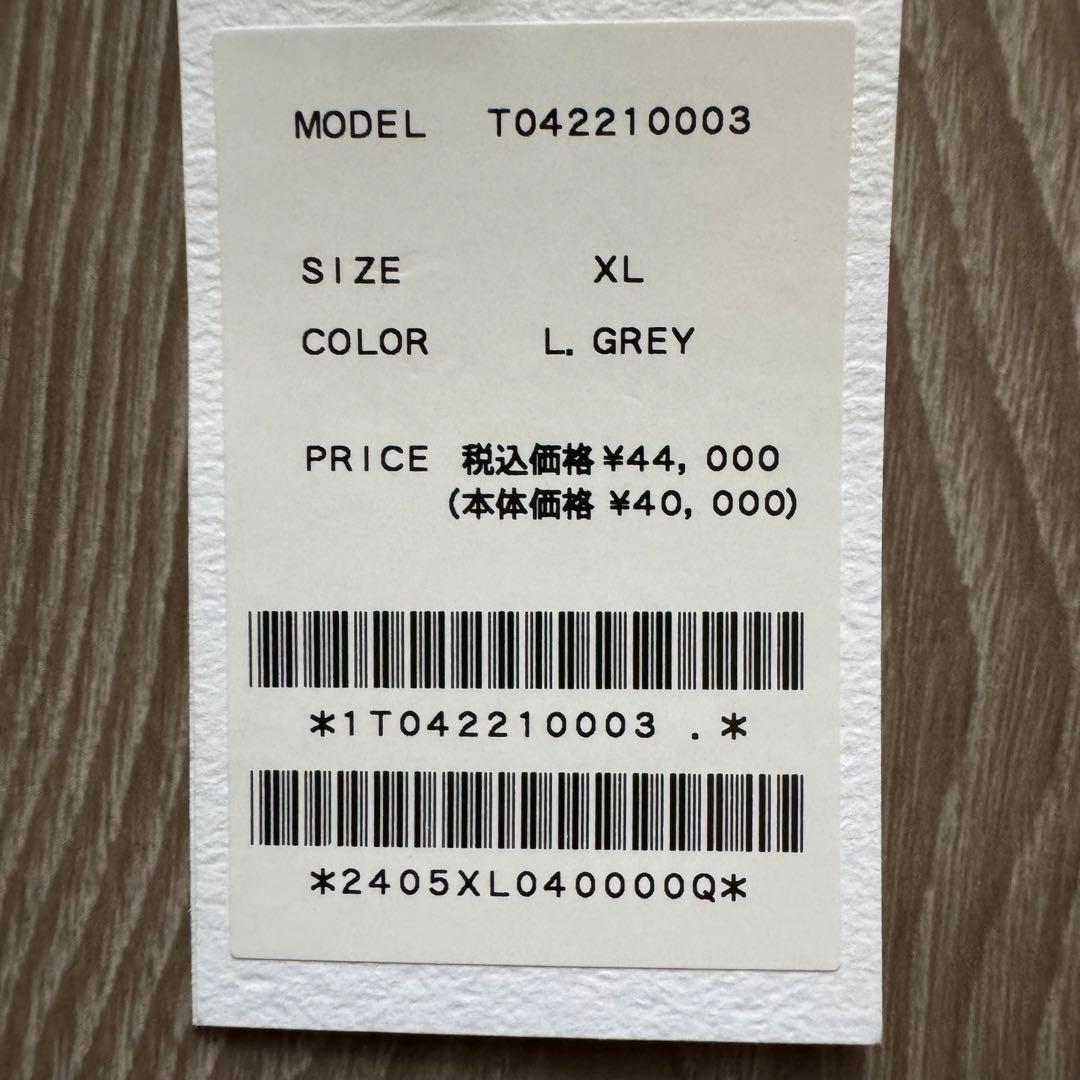 MODEL T042210003
SIZE XL
COLOR L. GREY
PRICE 税込価格 ¥44, 000
(本体価格 ¥40, 000)
*1T042210003 .*
*2405XL040000Q*